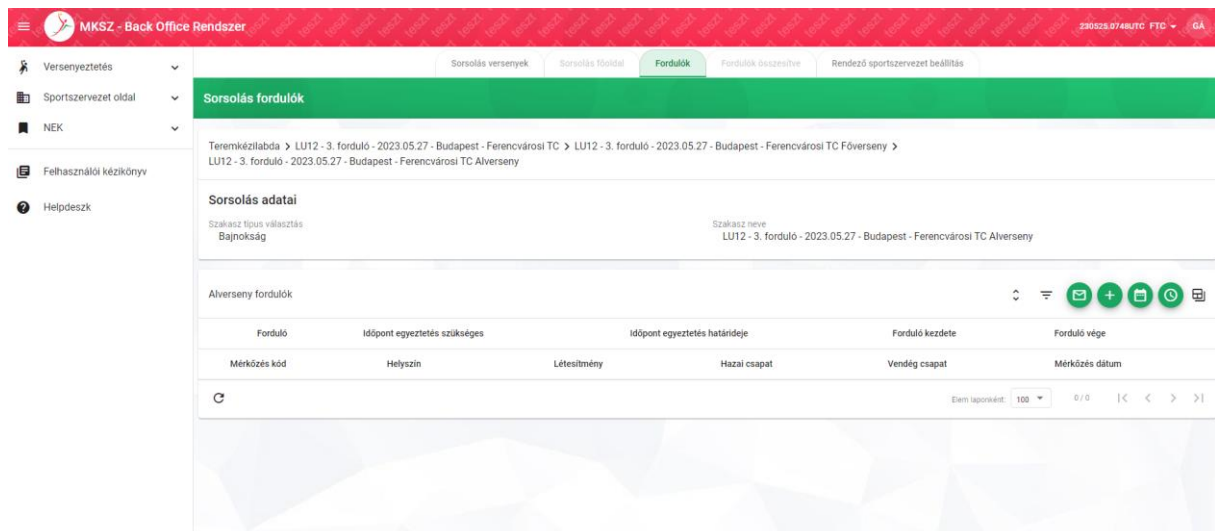 MKSZ - Back Office Rendszer
230525.0748UTC FTC GÁ
Versenyeztetés
Sportszervezet oldal
NEK
Felhasználói kézikönyv
Helpdeszk
Sorsolás versenyek Sorsolás főoldal Fordulók Fordulók összesítve Rendező sportszervezet beállítás
Sorsolás fordulók
Teremkézilabda > LU12 - 3. forduló - 2023.05.27 - Budapest - Ferencvárosi TC > LU12 - 3. forduló - 2023.05.27 - Budapest - Ferencvárosi TC Főverseny >
LU12 - 3. forduló - 2023.05.27 - Budapest - Ferencvárosi TC Alverseny
Sorsolás adatai
Szakasz típus választás Szakasz neve
Bajnokság LU12 - 3. forduló - 2023.05.27 - Budapest - Ferencvárosi TC Alverseny
Alverseny fordulók
Forduló Időpont egyeztetés szükséges Időpont egyeztetés határideje Forduló kezdete Forduló vége
Mérkőzés kód Helyszín Létesítmény Hazai csapat Vendég csapat Mérkőzés dátum
Elem laponként: 100 0 / 0